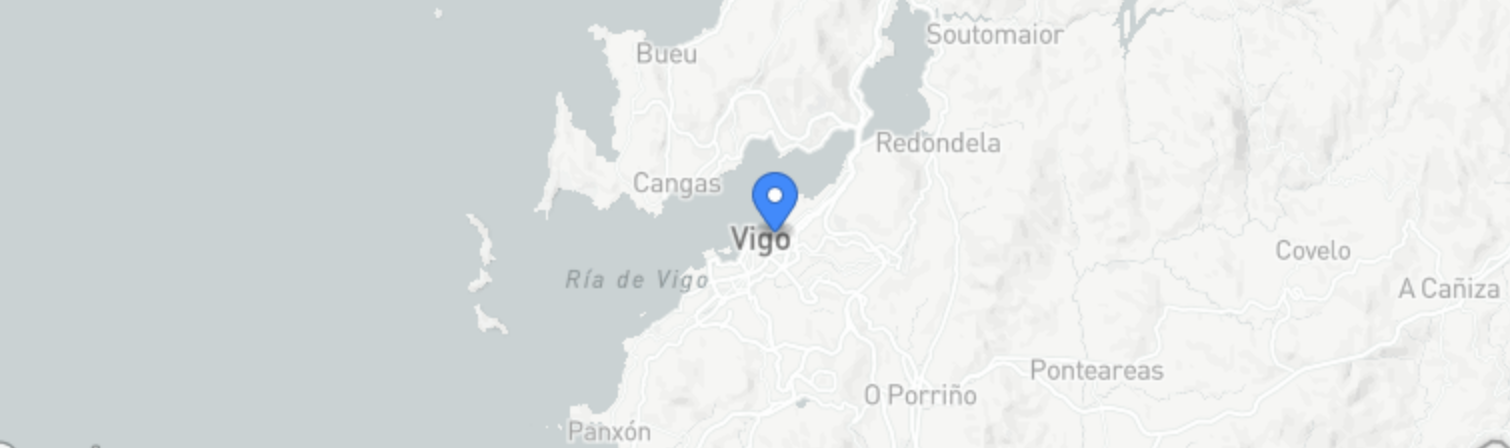 Soutomaior
Bueu
Redondela
Cangas
Vigo
Covelo
Ría de Vigo
A Cañiza
Ponteareas
O Porriño
Panxón